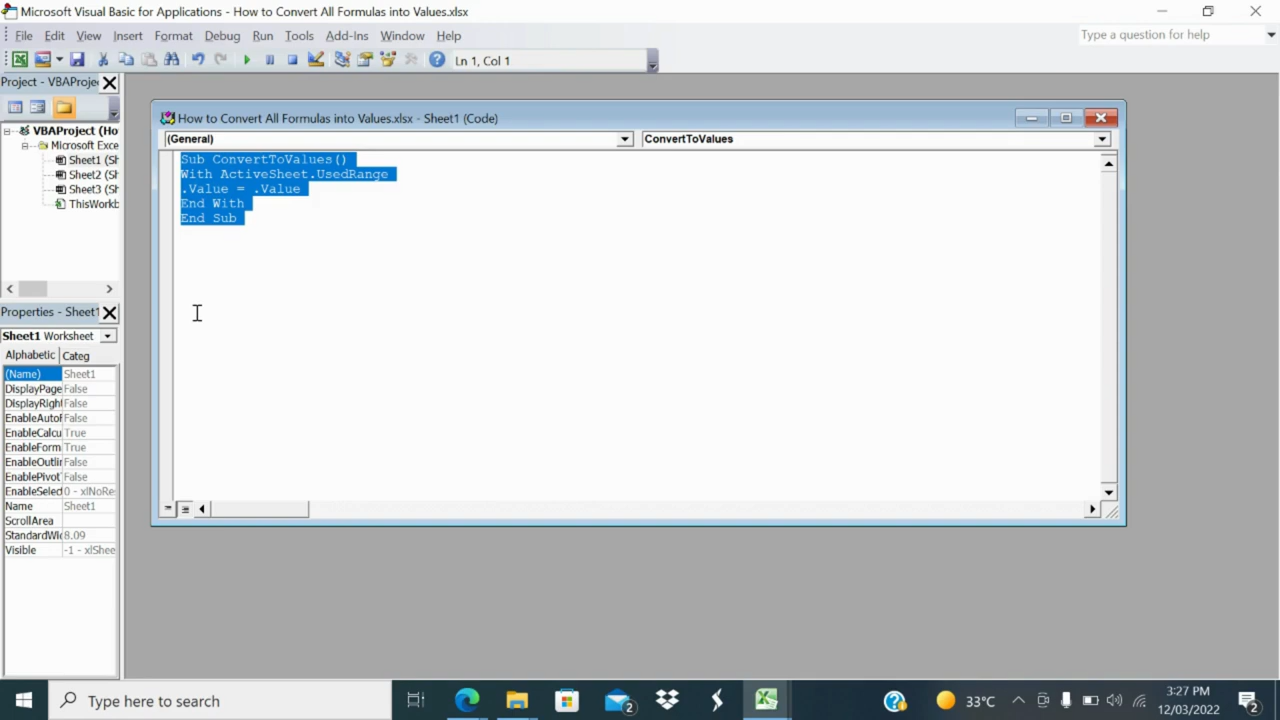 Microsoft Visual Basic for Applications - How to Convert All Formulas into Values.xlsx
File Edit View Insert Format Debug Run Tools Add-Ins Window Help
Type a question for help
Ln 1, Col 1
Project - VBAProje
How to Convert All Formulas into Values.xlsx - Sheet1 (Code)
(General)
ConvertToValues
VBAProject (Ho
Microsoft Exce
Sheet1 (Sh
Sheet2 (Sh
Sheet3 (Sh
ThisWorkb
Sub ConvertToValues()
With ActiveSheet.UsedRange
.Value = .Value
End With
End Sub
Properties - Sheet1
Sheet1 Worksheet
Alphabetic Categ
(Name) Sheet1
DisplayPage False
DisplayRight False
EnableAutoF False
EnableCalcu True
EnableForm True
EnableOutlin False
EnablePivot False
EnableSelec 0 - xlNoRe
Name Sheet1
ScrollArea
StandardWid 8.09
Visible -1 - xlShee
Type here to search
2
33°C
3:27 PM
12/03/2022
2